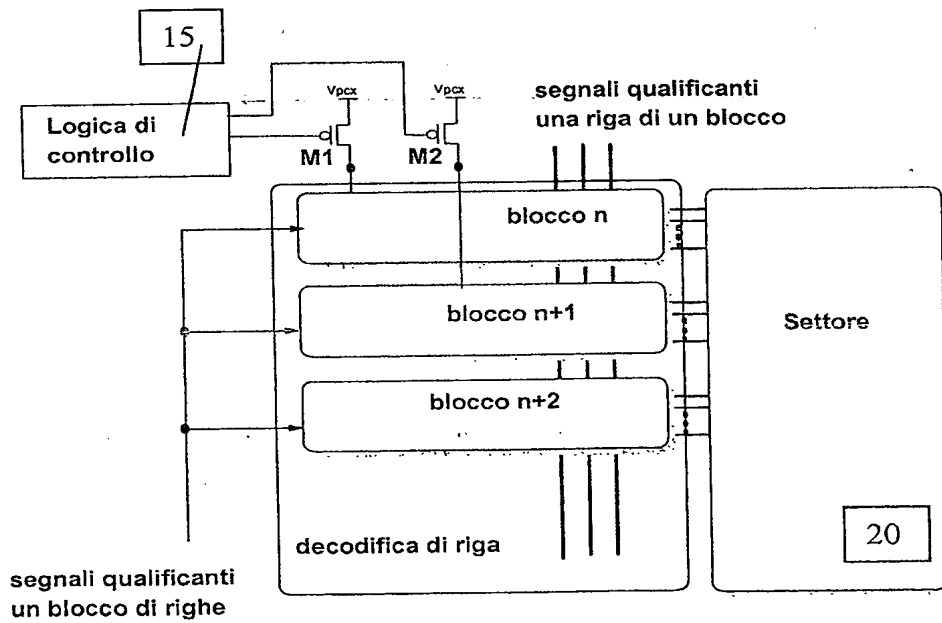 15
Logica di
controllo
Vpcx
Vpcx
M1
M2
segnali qualificanti
una riga di un blocco
blocco n
blocco n+1
blocco n+2
Settore
decodifica di riga
20
segnali qualificanti
un blocco di righe